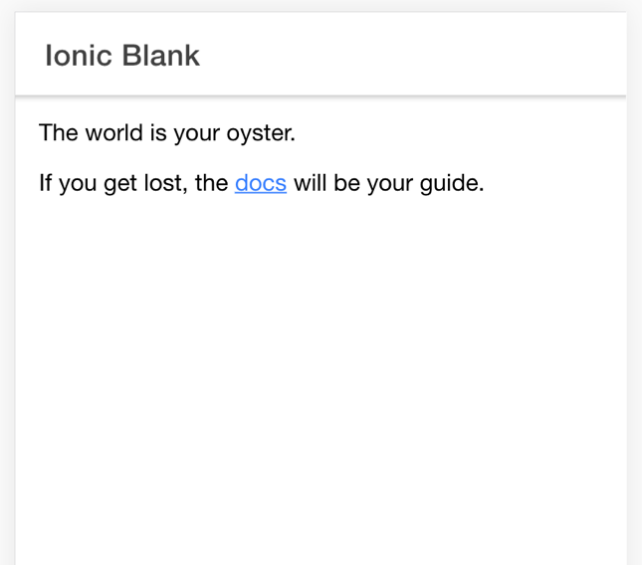 Ionic Blank
The world is your oyster.
If you get lost, the docs will be your guide.